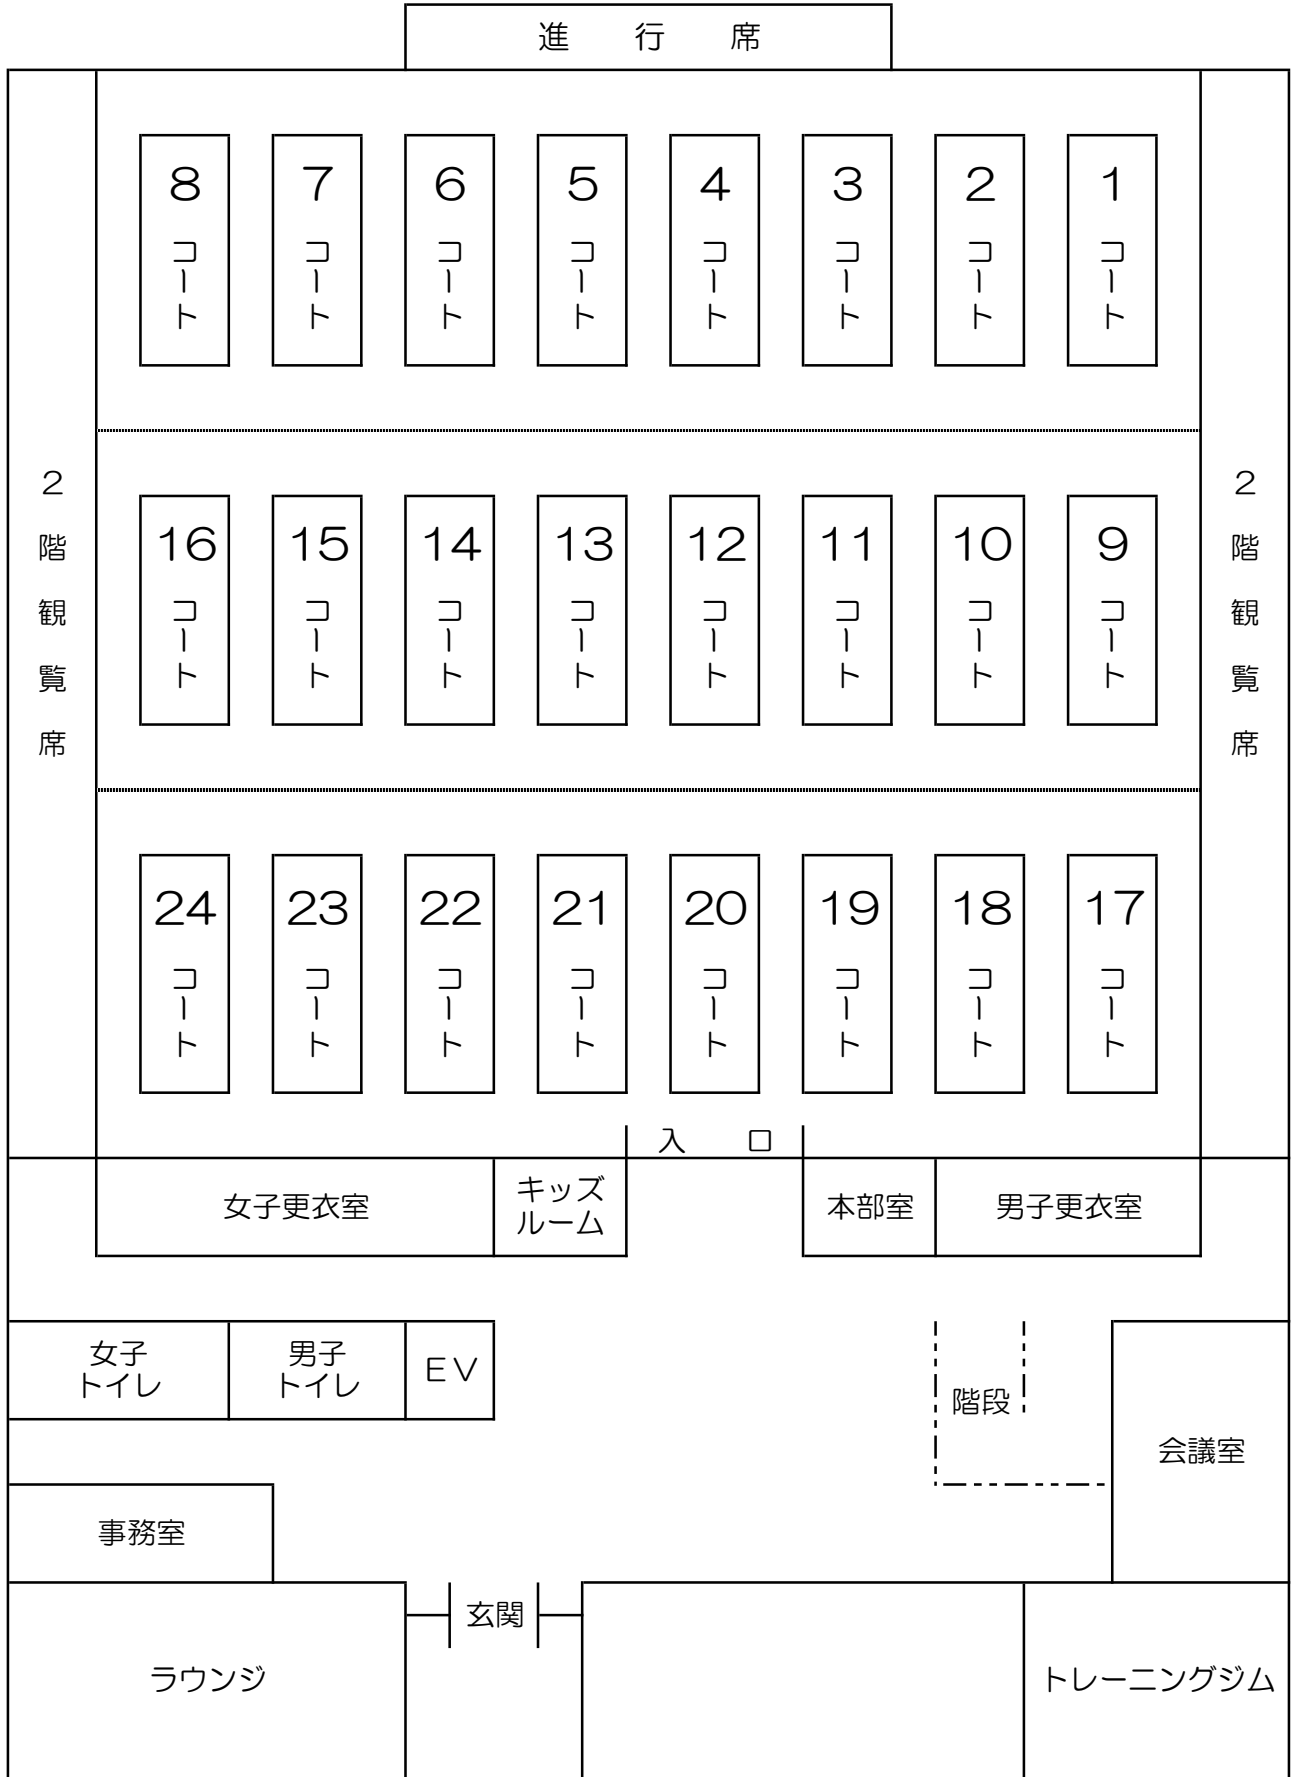 進　行　席
8 7 6 5 4 3 2 1
コート コート コート コート コート コート コート コート
2階観覧席
2階観覧席
16 15 14 13 12 11 10 9
コート コート コート コート コート コート コート コート
24 23 22 21 20 19 18 17
コート コート コート コート コート コート コート コート
入　口
女子更衣室
キッズ
ルーム
本部室
男子更衣室
女子
トイレ
男子
トイレ
EV
階段
会議室
事務室
玄関
ラウンジ
トレーニングジム